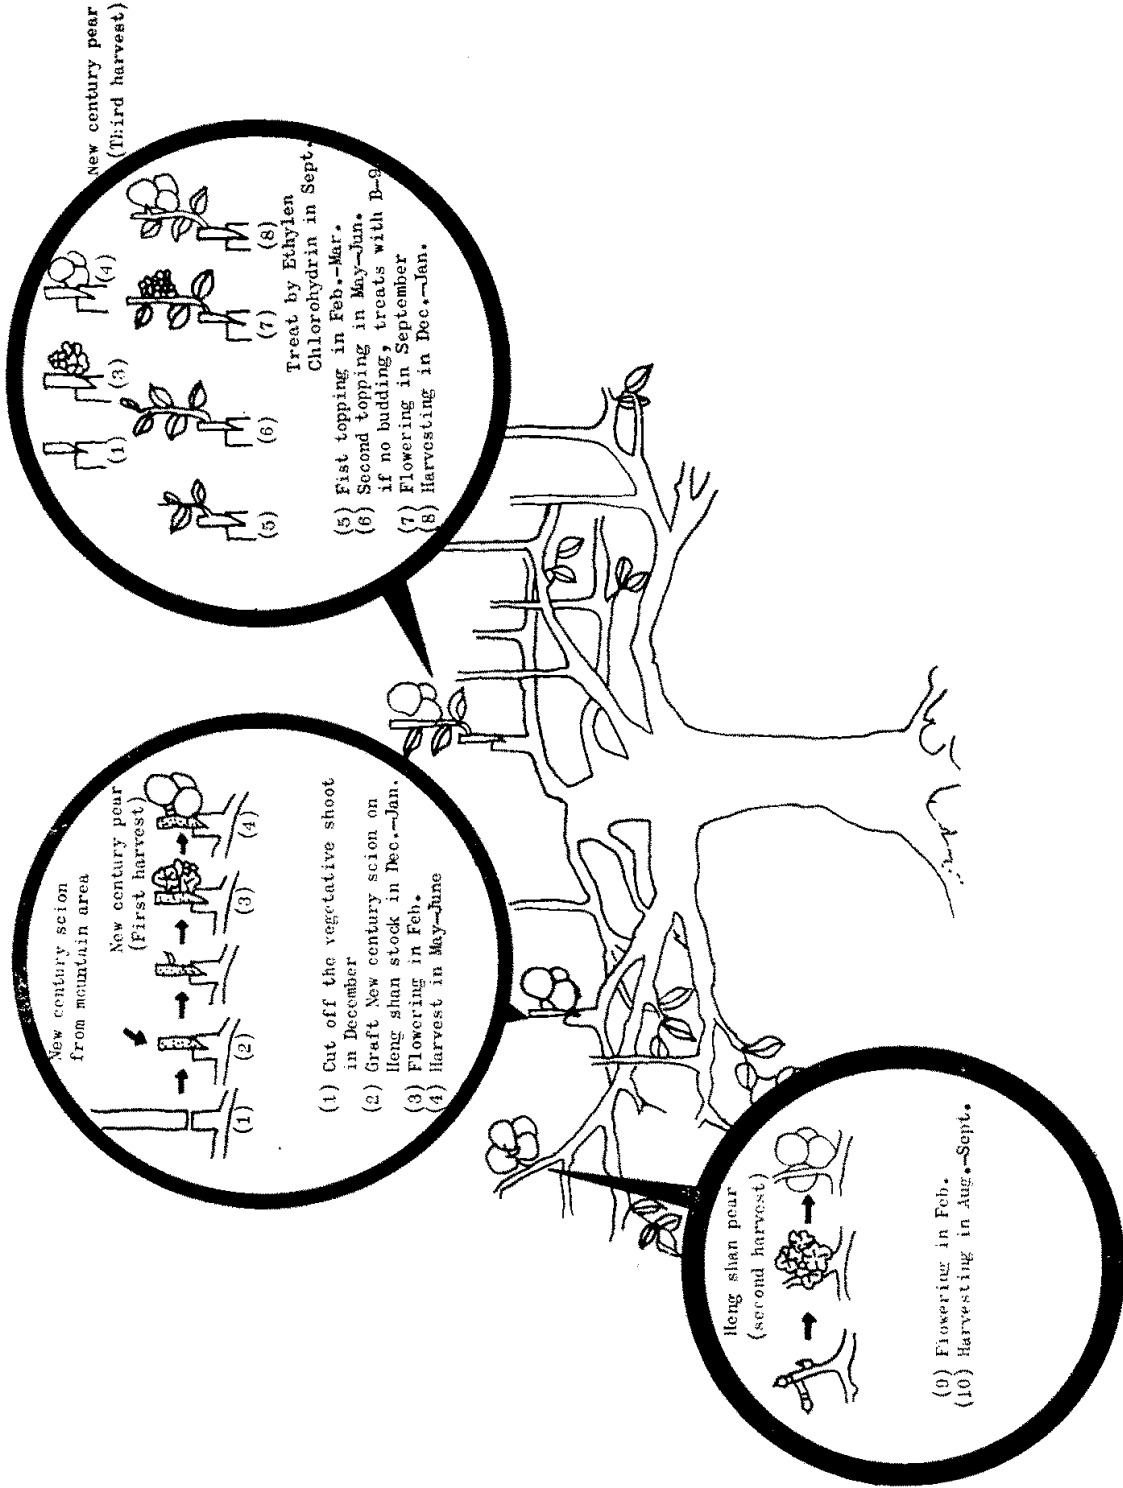 New century scion
from mountain area
New century pear
(First harvest)
(1)
(2)
(3)
(4)
(1) Cut off the vegetative shoot
in December
(2) Graft New century scion on
Heng shan stock in Dec.-Jan.
(3) Flowering in Feb.
(4) Harvest in May-June
New century pear
(Third harvest)
(1)
(3)
(4)
(5)
(6)
(7)
(8)
Treat by Ethylen
Chlorohydrin in Sept.
(5) Fist topping in Feb.-Mar.
(6) Second topping in May-Jun.
if no budding, treats with B-9
(7) Flowering in September
(8) Harvesting in Dec.-Jan.
Heng shan pear
(second harvest)
(9) Flowering in Feb.
(10) Harvesting in Aug.-Sept.